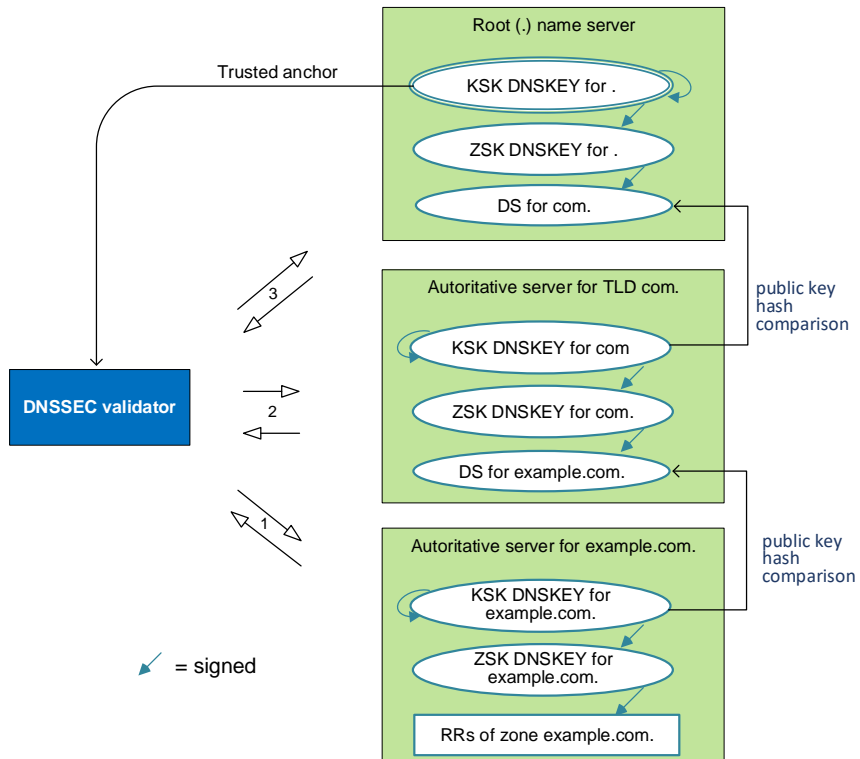 Root (.) name server
Trusted anchor
KSK DNSKEY for .
ZSK DNSKEY for .
DS for com.
3
Autoritative server for TLD com.
public key
hash
comparison
KSK DNSKEY for com
DNSSEC validator
2
ZSK DNSKEY for com.
DS for example.com.
1
Autoritative server for example.com.
public key
hash
comparison
KSK DNSKEY for
example.com.
ZSK DNSKEY for
example.com.
= signed
RRs of zone example.com.